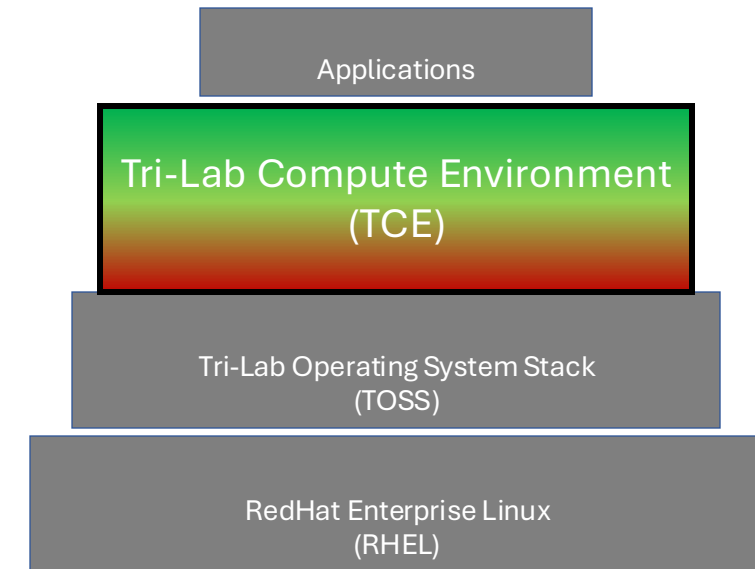 Applications
Tri-Lab Compute Environment
(TCE)
Tri-Lab Operating System Stack
(TOSS)
RedHat Enterprise Linux
(RHEL)